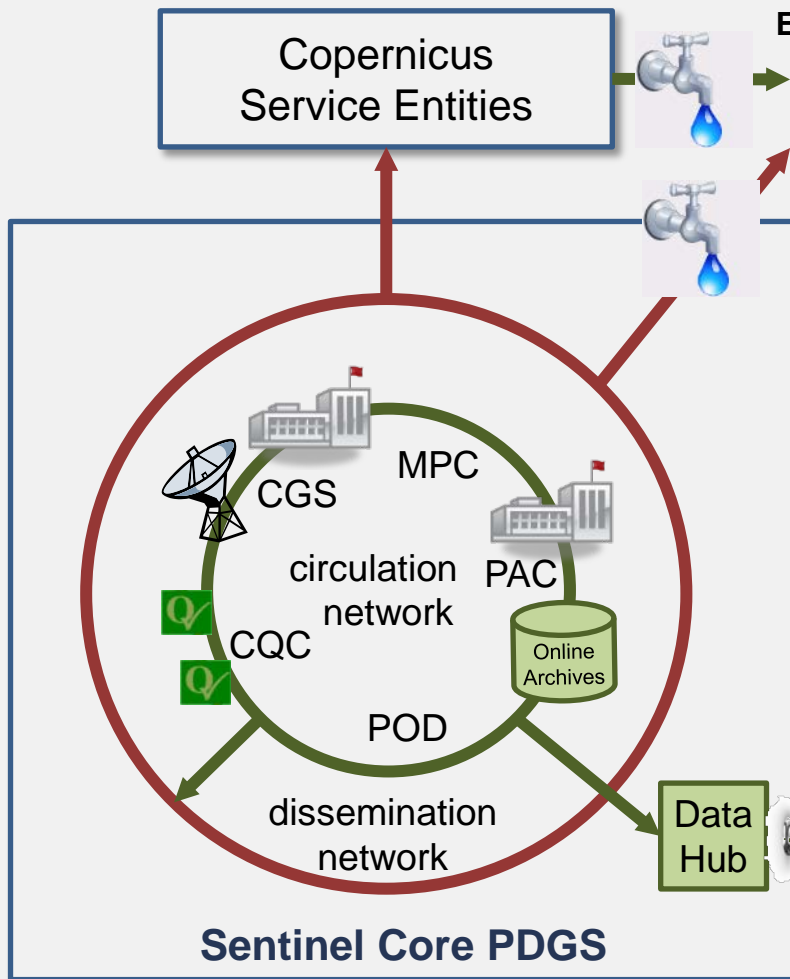 E
Copernicus
Service Entities
MPC
CGS
circulation
network
PAC
CQC
Online
Archives
POD
dissemination
network
Data
Hub
Sentinel Core PDGS